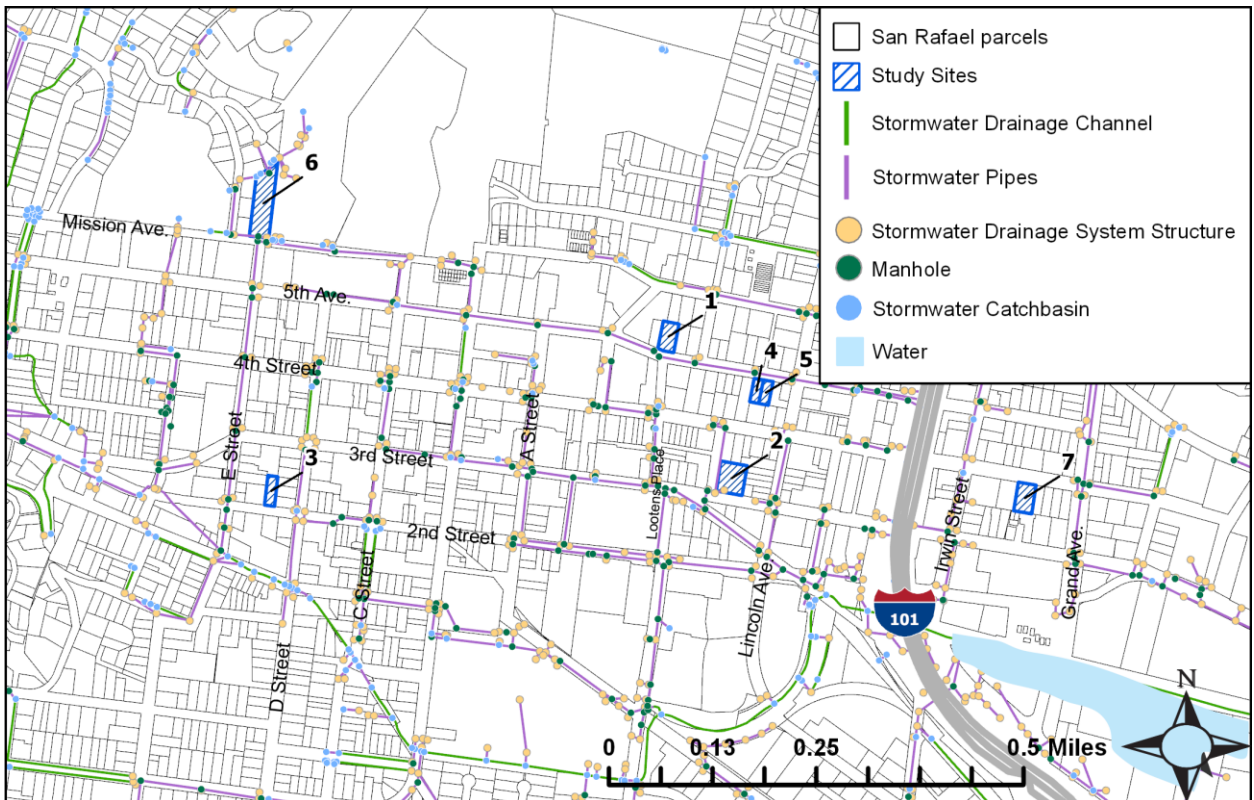 San Rafael parcels
Study Sites
Stormwater Drainage Channel
Stormwater Pipes
Stormwater Drainage System Structure
Manhole
Stormwater Catchbasin
Water
6
Mission Ave.
5th Ave.
1
4th Street
4
5
E Street
A Street
3rd Street
3
Lootens Place
2
7
2nd Street
Irwin Street
C Street
Lincoln Ave.
Grand Ave.
101
D Street
N
0 0.13 0.25 0.5 Miles